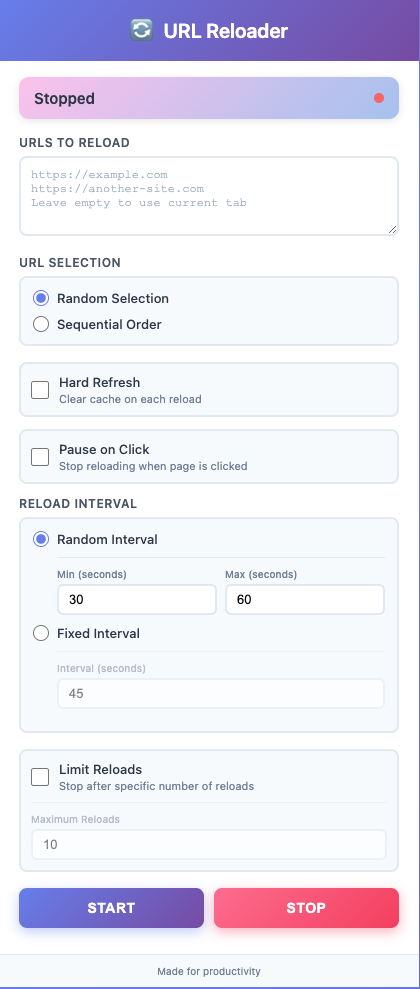 URL Reloader
Stopped
URLS TO RELOAD
https://example.com
https://another-site.com
Leave empty to use current tab
URL SELECTION
Random Selection
Sequential Order
Hard Refresh
Clear cache on each reload
Pause on Click
Stop reloading when page is clicked
RELOAD INTERVAL
Random Interval
Min (seconds) Max (seconds)
30 60
Fixed Interval
Interval (seconds)
45
Limit Reloads
Stop after specific number of reloads
Maximum Reloads
10
START STOP
Made for productivity